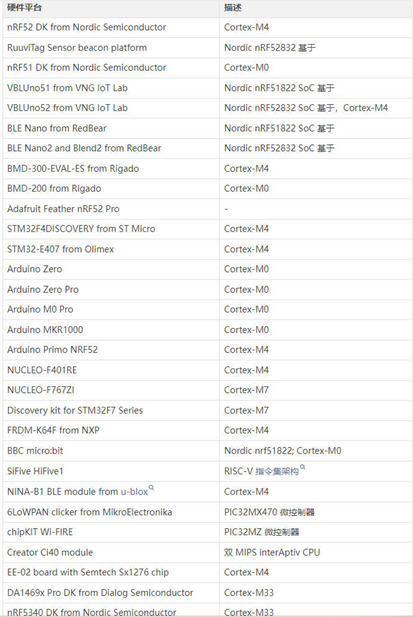 硬件平台 描述
nRF52 DK from Nordic Semiconductor Cortex-M4
RuuviTag Sensor beacon platform Nordic nRF52832 基于
nRF51 DK from Nordic Semiconductor Cortex-M0
VBLUno51 from VNG IoT Lab Nordic nRF51822 SoC 基于
VBLUno52 from VNG IoT Lab Nordic nRF52832 SoC 基于，Cortex-M4
BLE Nano from RedBear Nordic nRF51822 SoC 基于
BLE Nano2 and Blend2 from RedBear Nordic nRF52832 SoC 基于
BMD-300-EVAL-ES from Rigado Cortex-M4
BMD-200 from Rigado Cortex-M0
Adafruit Feather nRF52 Pro -
STM32F4DISCOVERY from ST Micro Cortex-M4
STM32-E407 from Olimex Cortex-M4
Arduino Zero Cortex-M0
Arduino Zero Pro Cortex-M0
Arduino M0 Pro Cortex-M0
Arduino MKR1000 Cortex-M0
Arduino Primo NRF52 Cortex-M4
NUCLEO-F401RE Cortex-M4
NUCLEO-F767ZI Cortex-M7
Discovery kit for STM32F7 Series Cortex-M7
FRDM-K64F from NXP Cortex-M4
BBC micro:bit Nordic nrf51822; Cortex-M0
SiFive HiFive1 RISC-V 指令集架构
NINA-B1 BLE module from u-blox Cortex-M4
6LoWPAN clicker from MikroElectronika PIC32MX470 微控制器
chipKIT Wi-FIRE PIC32MZ 微控制器
Creator Ci40 module 双 MIPS interAptiv CPU
EE-02 board with Semtech Sx1276 chip Cortex-M4
DA1469x Pro DK from Dialog Semiconductor Cortex-M33
nRF5340 DK from Nordic Semiconductor Cortex-M33